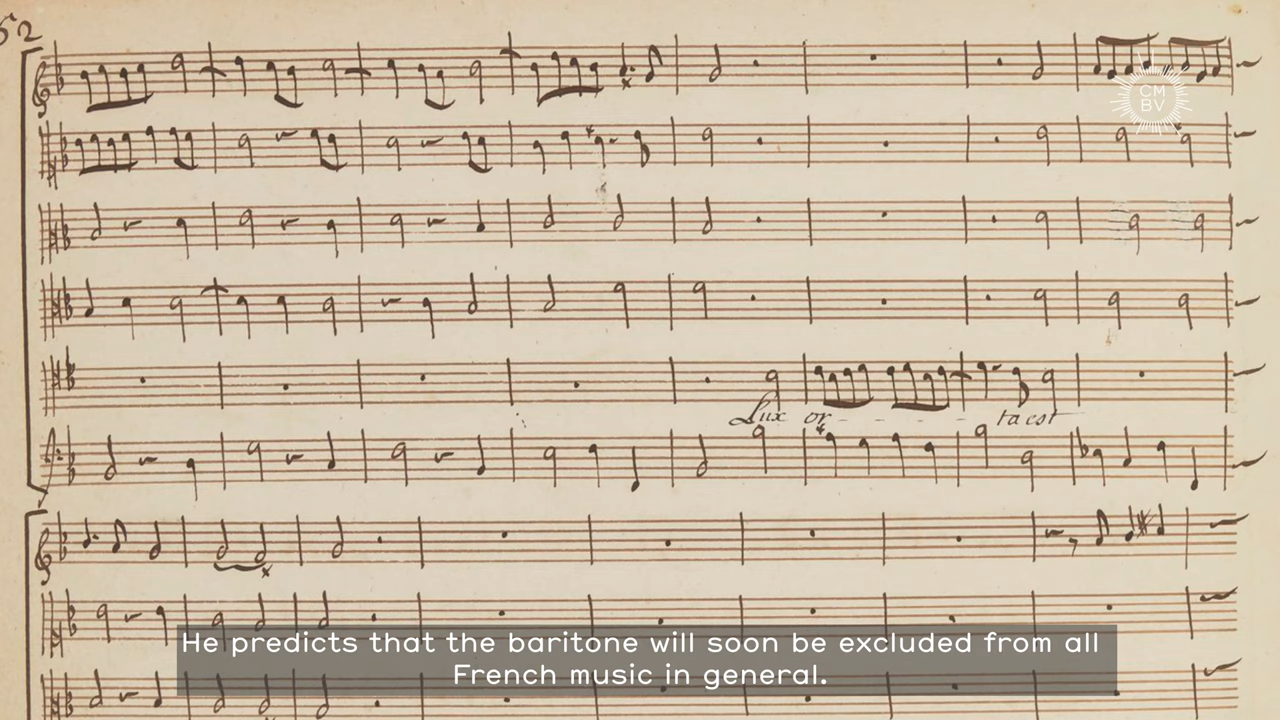 52
CM
BV
Lux or - - - - ta est
He predicts that the baritone will soon be excluded from all
French music in general.